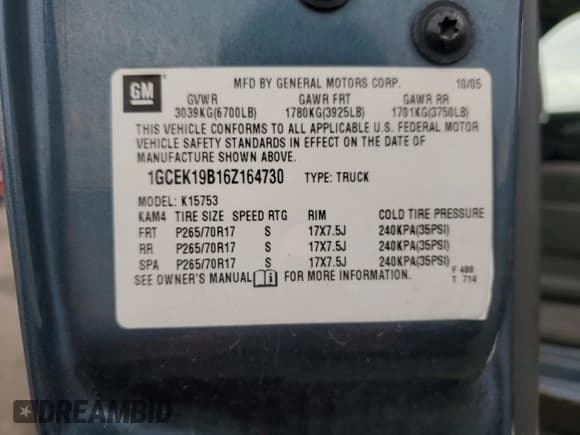 GM
MFD BY GENERAL MOTORS CORP. 10/05
GVWR GAWR FRT GAWR RR
3039KG(6700LB) 1780KG(3925LB) 1701KG(3750LB)
THIS VEHICLE CONFORMS TO ALL APPLICABLE U.S. FEDERAL MOTOR
VEHICLE SAFETY STANDARDS IN EFFECT ON THE DATE OF
MANUFACTURE SHOWN ABOVE.
1GCEK19B16Z164730 TYPE: TRUCK
MODEL: K15753
KAM4 TIRE SIZE SPEED RTG RIM COLD TIRE PRESSURE
FRT P265/70R17 S 17X7.5J 240KPA(35PSI)
RR P265/70R17 S 17X7.5J 240KPA(35PSI)
SPA P265/70R17 S 17X7.5J 240KPA(35PSI)
SEE OWNER'S MANUAL FOR MORE INFORMATION.
F 488
T 714
DREAMBID